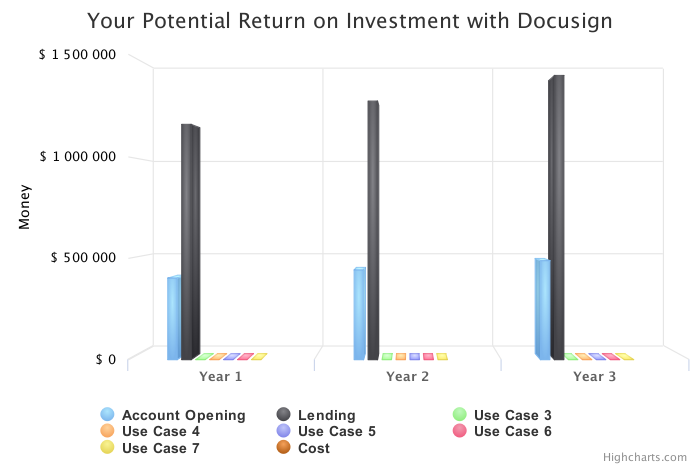 Your Potential Return on Investment with Docusign
$ 1 500 000
$ 1 000 000
$ 500 000
$ 0
Money
Year 1 Year 2 Year 3
Account Opening Lending Use Case 3
Use Case 4 Use Case 5 Use Case 6
Use Case 7 Cost
Highcharts.com